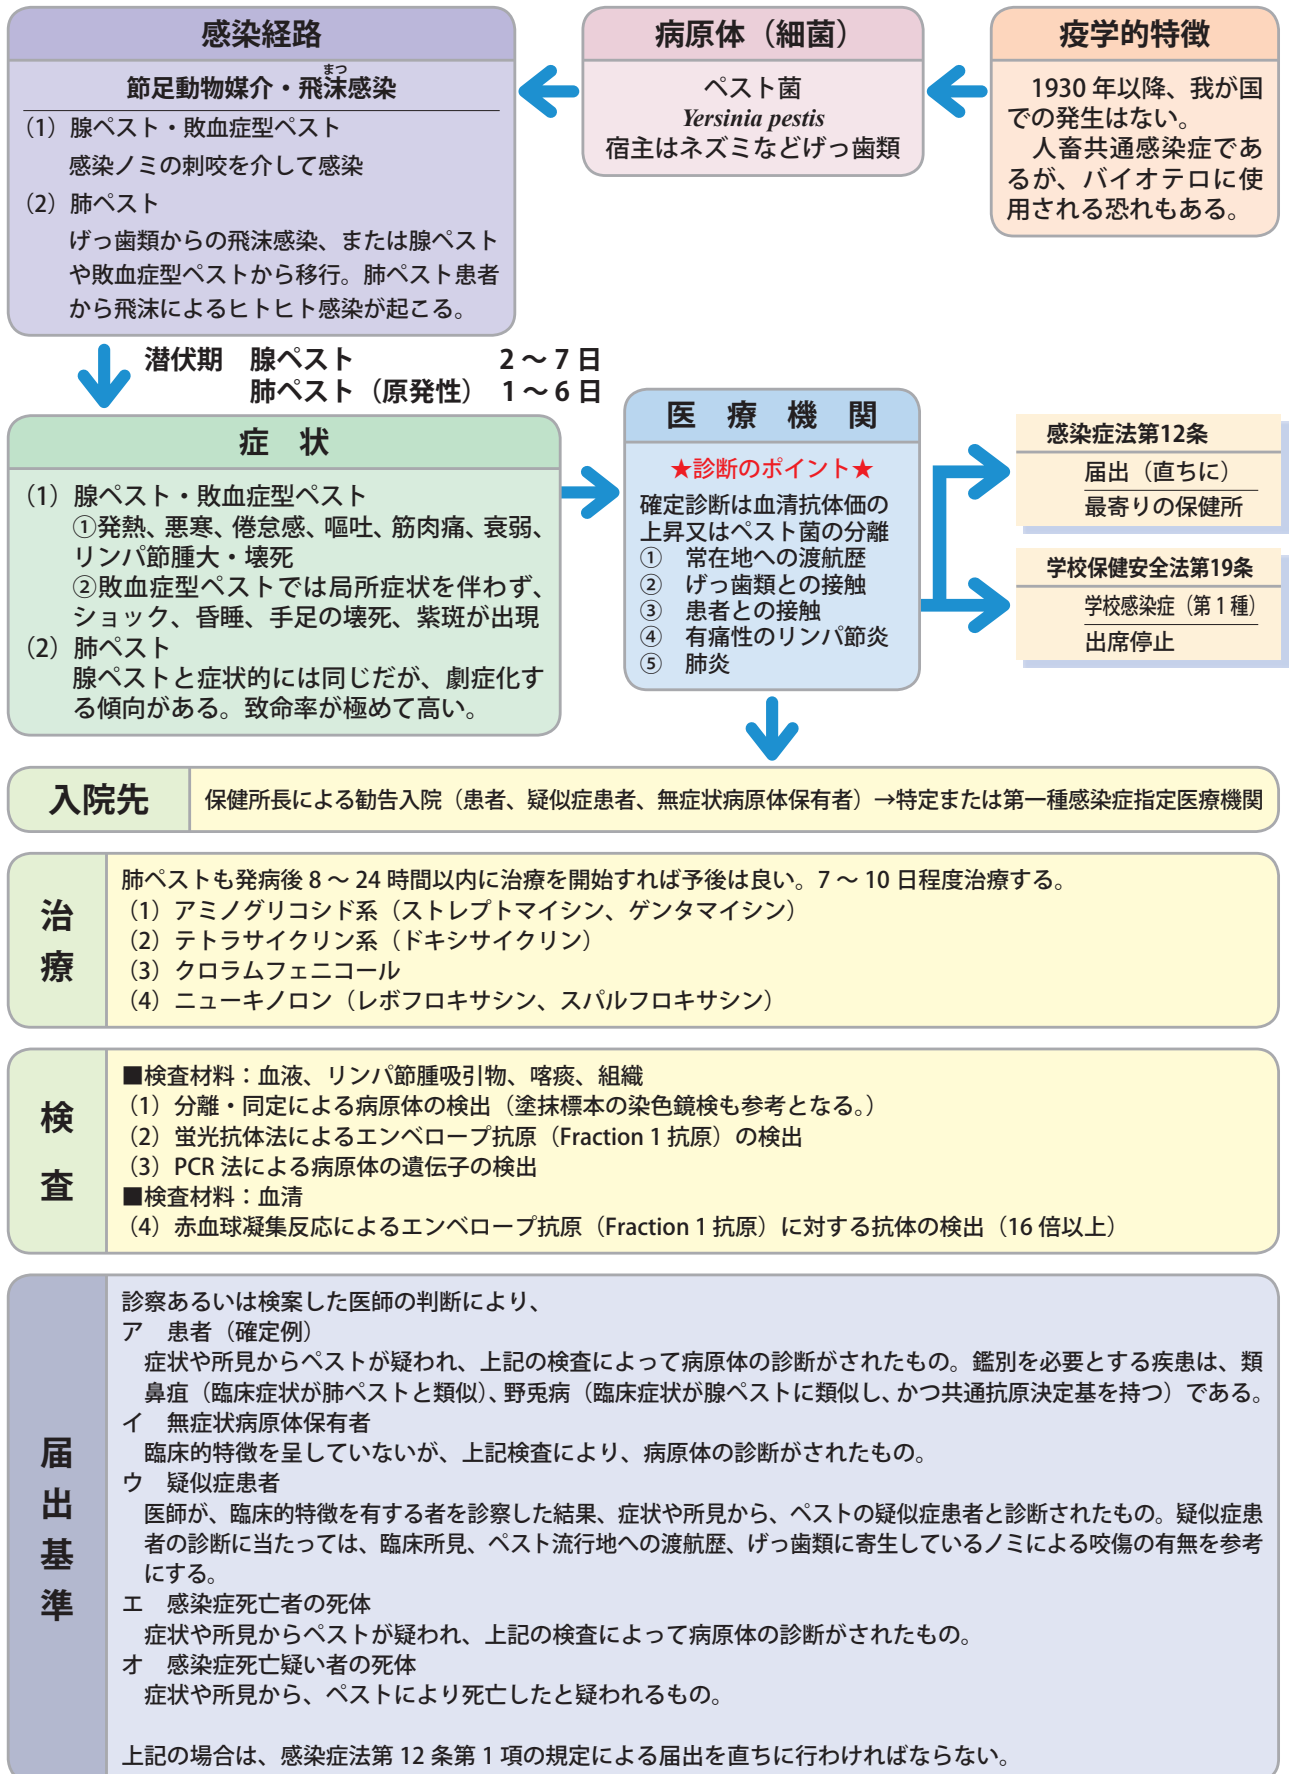 感染経路
節足動物媒介・飛沫感染
まつ
(1) 腺ペスト・敗血症型ペスト
感染ノミの刺咬を介して感染
(2) 肺ペスト
げっ歯類からの飛沫感染、または腺ペスト
や敗血症型ペストから移行。肺ペスト患者
から飛沫によるヒトヒト感染が起こる。
病原体（細菌）
ペスト菌
Yersinia pestis
宿主はネズミなどげっ歯類
疫学的特徴
1930 年以降、我が国
での発生はない。
人畜共通感染症であ
るが、バイオテロに使
用される恐れもある。
潜伏期　腺ペスト　2 〜 7 日
肺ペスト（原発性）　1 〜 6 日
症　状
(1) 腺ペスト・敗血症型ペスト
①発熱、悪寒、倦怠感、嘔吐、筋肉痛、衰弱、
リンパ節腫大・壊死
②敗血症型ペストでは局所症状を伴わず、
ショック、昏睡、手足の壊死、紫斑が出現
(2) 肺ペスト
腺ペストと症状的には同じだが、劇症化す
る傾向がある。致命率が極めて高い。
医　療　機　関
★診断のポイント★
確定診断は血清抗体価の
上昇又はペスト菌の分離
①　常在地への渡航歴
②　げっ歯類との接触
③　患者との接触
④　有痛性のリンパ節炎
⑤　肺炎
感染症法第12条
届出（直ちに）
最寄りの保健所
学校保健安全法第19条
学校感染症（第 1 種）
出席停止
入院先
保健所長による勧告入院（患者、疑似症患者、無症状病原体保有者）→特定または第一種感染症指定医療機関
治療
肺ペストも発病後 8 〜 24 時間以内に治療を開始すれば予後は良い。7 〜 10 日程度治療する。
（1）アミノグリコシド系（ストレプトマイシン、ゲンタマイシン）
（2）テトラサイクリン系（ドキシサイクリン）
（3）クロラムフェニコール
（4）ニューキノロン（レボフロキサシン、スパルフロキサシン）
検査
■検査材料：血液、リンパ節腫吸引物、喀痰、組織
（1）分離・同定による病原体の検出（塗抹標本の染色鏡検も参考となる。）
（2）蛍光抗体法によるエンベロープ抗原（Fraction 1 抗原）の検出
（3）PCR 法による病原体の遺伝子の検出
■検査材料：血清
（4）赤血球凝集反応によるエンベロープ抗原（Fraction 1 抗原）に対する抗体の検出（16 倍以上）
届出基準
診察あるいは検案した医師の判断により、
ア　患者（確定例）
症状や所見からペストが疑われ、上記の検査によって病原体の診断がされたもの。鑑別を必要とする疾患は、類
鼻疽（臨床症状が肺ペストと類似）、野兎病（臨床症状が腺ペストに類似し、かつ共通抗原決定基を持つ）である。
イ　無症状病原体保有者
臨床的特徴を呈していないが、上記検査により、病原体の診断がされたもの。
ウ　疑似症患者
医師が、臨床的特徴を有する者を診察した結果、症状や所見から、ペストの疑似症患者と診断されたもの。疑似症患
者の診断に当たっては、臨床所見、ペスト流行地への渡航歴、げっ歯類に寄生しているノミによる咬傷の有無を参考
にする。
エ　感染症死亡者の死体
症状や所見からペストが疑われ、上記の検査によって病原体の診断がされたもの。
オ　感染症死亡疑い者の死体
症状や所見から、ペストにより死亡したと疑われるもの。
上記の場合は、感染症法第 12 条第 1 項の規定による届出を直ちに行わければならない。